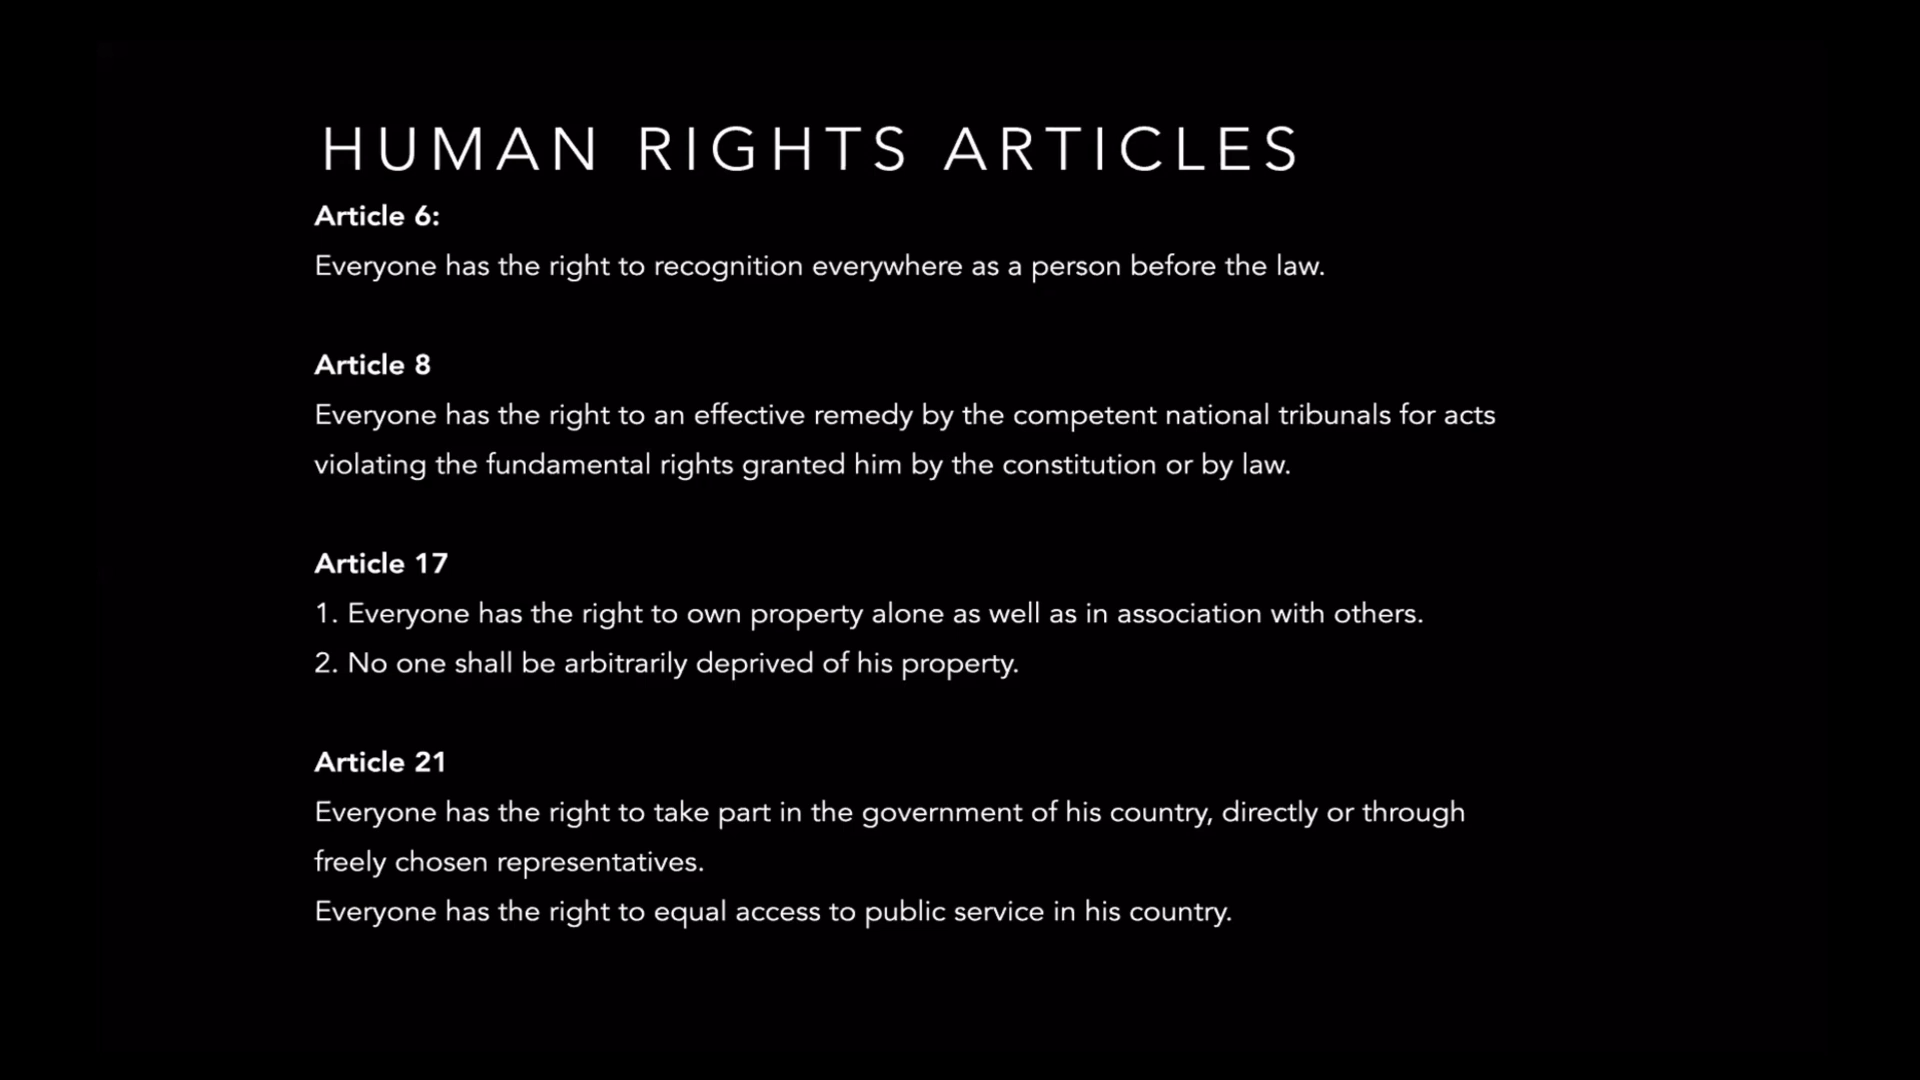 HUMAN RIGHTS ARTICLES
Article 6:
Everyone has the right to recognition everywhere as a person before the law.
Article 8
Everyone has the right to an effective remedy by the competent national tribunals for acts
violating the fundamental rights granted him by the constitution or by law.
Article 17
1. Everyone has the right to own property alone as well as in association with others.
2. No one shall be arbitrarily deprived of his property.
Article 21
Everyone has the right to take part in the government of his country, directly or through
freely chosen representatives.
Everyone has the right to equal access to public service in his country.